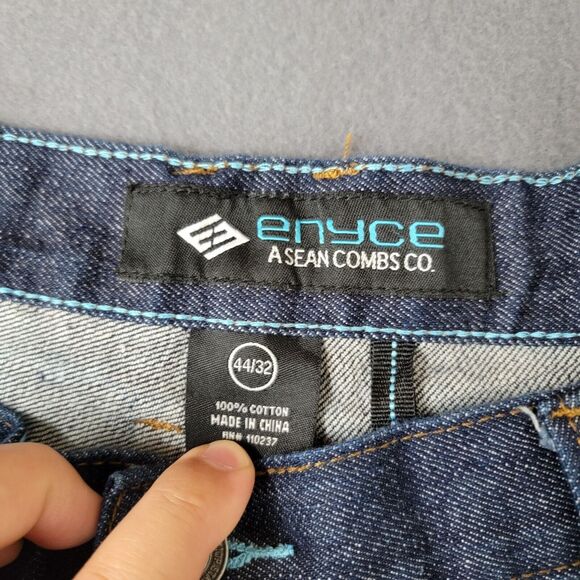 enyce
A SEAN COMBS CO.
44/32
100% COTTON
MADE IN CHINA
RN# 110237